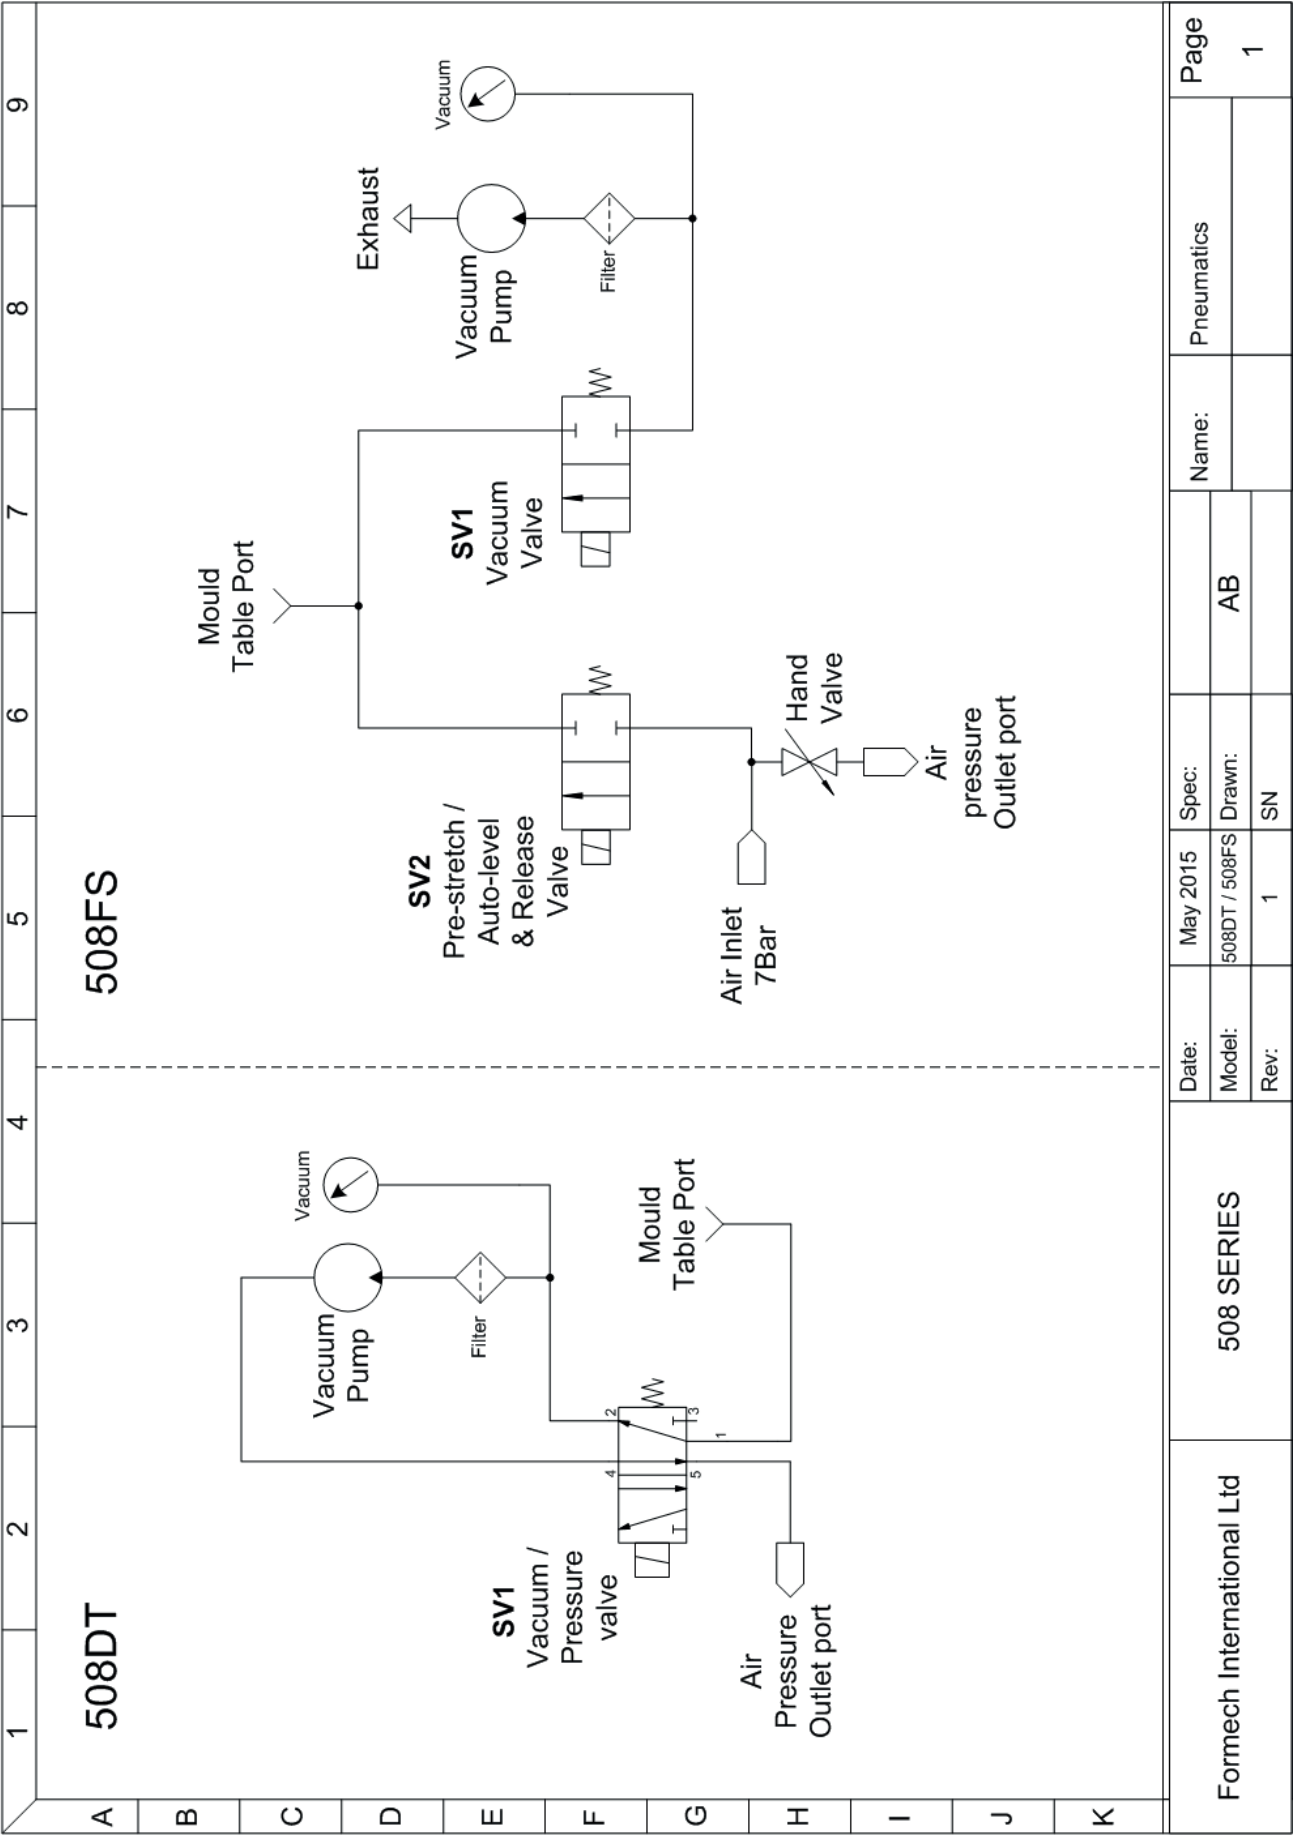 1
2
3
4
5
6
7
8
9
A
B
C
D
E
F
G
H
I
J
K
508DT
Vacuum
Pump
Vacuum
Filter
SV1
Vacuum /
Pressure
valve
4
2
5
1
3
Mould
Table Port
Air
Pressure
Outlet port
508FS
Mould
Table Port
Exhaust
Vacuum
Vacuum
Pump
Filter
SV2
Pre-stretch /
Auto-level
& Release
Valve
SV1
Vacuum
Valve
Air Inlet
7Bar
Hand
Valve
Air
pressure
Outlet port
Formech International Ltd
508 SERIES
Date:
May 2015
Spec:
Model:
508DT / 508FS
Drawn:
AB
Rev:
1
SN
Name:
Pneumatics
Page
1